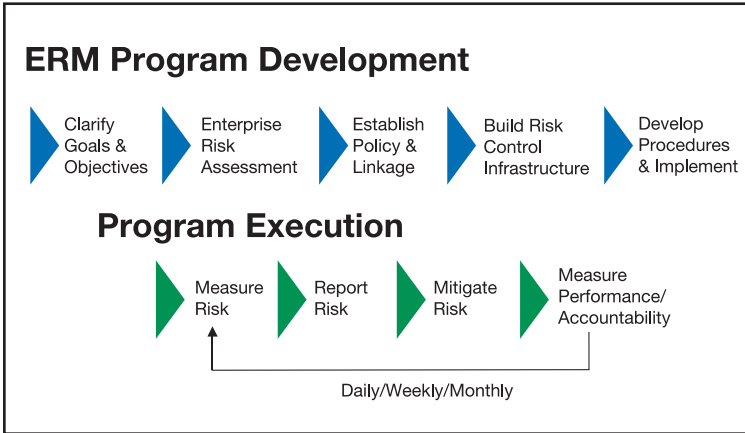 ERM Program Development
Clarify
Goals &
Objectives
Enterprise
Risk
Assessment
Establish
Policy &
Linkage
Build Risk
Control
Infrastructure
Develop
Procedures
& Implement
Program Execution
Measure
Risk
Report
Risk
Mitigate
Risk
Measure
Performance/
Accountability
Daily/Weekly/Monthly